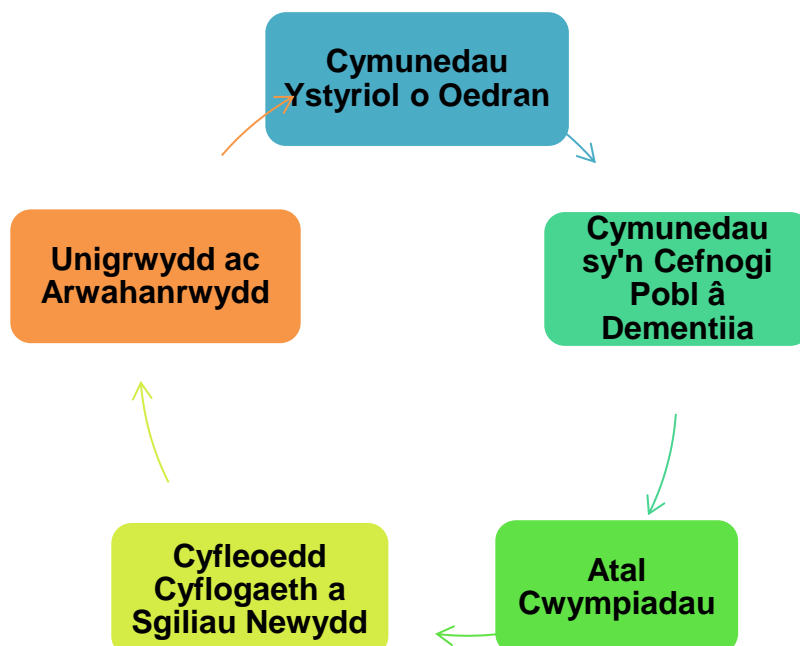 Cymunedau
Ystyriol o Oedran
Cymunedau
sy'n Cefnogi
Pobl â
Dementiia
Atal
Cwympiadau
Cyfleoedd
Cyflogaeth a
Sgiliau Newydd
Unigrwydd ac
Arwahanrwydd